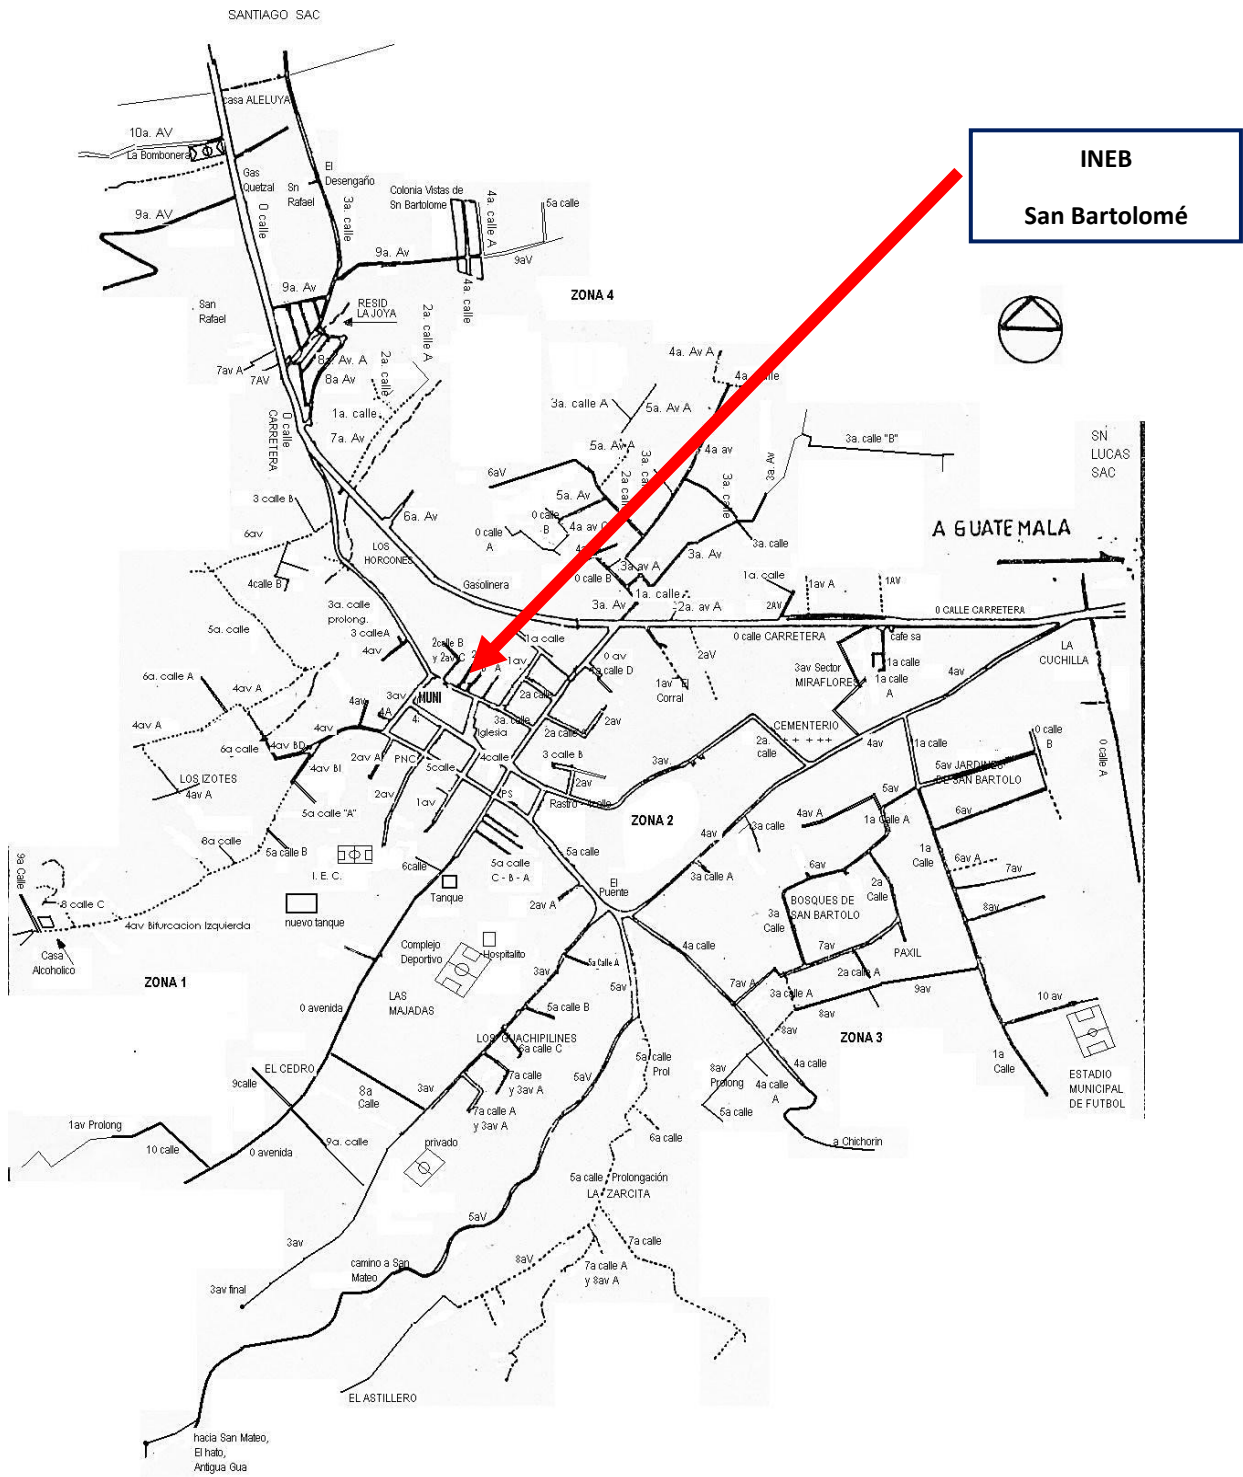 SANTIAGO SAC
casa ALELUYA
10a. AV
La Bombonera
Gas
Quetzal
Sn
Rafael
El
Desengaño
9a. AV
0 calle
3a. calle
Colonia Vistas de
Sn Bartolome
4a. calle A
5a calle
9a. Av
9aV
4a. calle
INEB
San Bartolomé
ZONA 4
9a. Av
San
Rafael
RESID
LA JOYA
2a. calle A
8a. Av. A
2a. calle
7av A
7AV
8a Av
1a. calle
7a. Av
0 calle
CARRETERA
4a. Av A
3a. calle A
5a. Av A
5a. Av A
4a av
3a. Av
3a. calle "B"
SN
LUCAS
SAC
6aV
2a calle
3a. calle
5a. Av
3 calle B
6a. Av
0 calle
B
4a av
0 calle
A
3a. calle
A GUATEMALA
6av
LOS
HORCONES
3a. Av
3a av A
0 calle B
4calle B
Gasolinera
1a. calle
1a. calle
1av A
1AV
3a. calle
prolong.
3a. Av
2a. av A
2AV
0 CALLE CARRETERA
5a. calle
3 calleA
4av
2calle B
y 2av C
1a calle
1av
0 av
0 calle CARRETERA
cafe sa
2aV
LA
CUCHILLA
6a. calle A
4av A
3av
MUNI
2a calle
1av El
Corral
3av Sector
MIRAFLORES
1a calle
1a calle
A
4av
4av
4A
4av A
4av
Iglesia
3a. calle
2av
2a calle
CEMENTERIO
0 calle
B
6a calle
4av BD
2av A
PNC
5calle
4calle
3 calle B
3av.
2a.
calle
4av
1a calle
0 calle A
LOS IZOTES
4av A
4av BI
2av
1av
PS
2av
Rastro
5av JARDINES
DE SAN BARTOLO
5av
6av
5a calle "A"
ZONA 2
4av
3a calle
4av A
1a Calle A
6a calle
5a calle B
6calle
5a calle
C - B - A
5a calle
1a
Calle
6av A
7av
9a Calle
I. E. C.
Tanque
El
Puente
3a calle A
6av
2a
Calle
8 calle C
4av Bifurcacion Izquierda
nuevo tanque
2av A
BOSQUES DE
SAN BARTOLO
8av
Casa
Alcoholico
Complejo
Deportivo
Hospitalito
3av
5a Calle A
4a calle
3a
Calle
7av
PAXIL
ZONA 1
LAS
MAJADAS
5av
7av A
2a calle A
3a calle A
9av
10 av
0 avenida
5a calle B
8av
8av
ZONA 3
LOS GUACHIPILINES
6a calle C
5a calle
Prol
4a calle
1a
Calle
EL CEDRO
9calle
8a
Calle
3av
7a calle
y 3av A
5aV
8av
Prolong
4a calle
A
5a calle
ESTADIO
MUNICIPAL
DE FUTBOL
1av Prolong
7a calle A
y 3av A
6a calle
a Chichorin
10 calle
0 avenida
9a. calle
privado
5a calle Prolongación
LA ZARCITA
3av
5aV
7a calle
8aV
3av final
camino a San
Mateo
7a calle A
y 8av A
EL ASTILLERO
hacia San Mateo,
El hato,
Antigua Gua